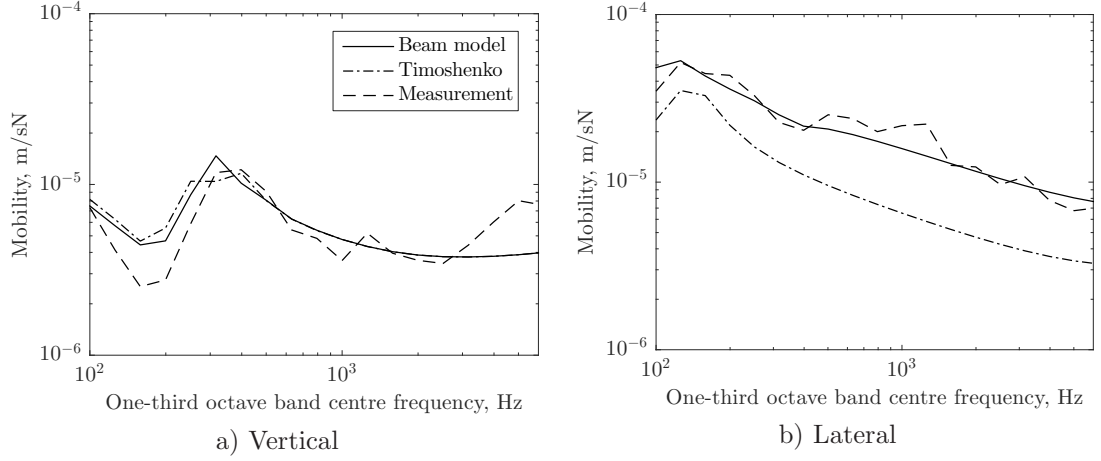 10^-4
Beam model
Timoshenko
Measurement
Mobility, m/sN
10^-5
10^-6
10^2
10^3
One-third octave band centre frequency, Hz
a) Vertical
10^-4
Mobility, m/sN
10^-5
10^-6
10^2
10^3
One-third octave band centre frequency, Hz
b) Lateral